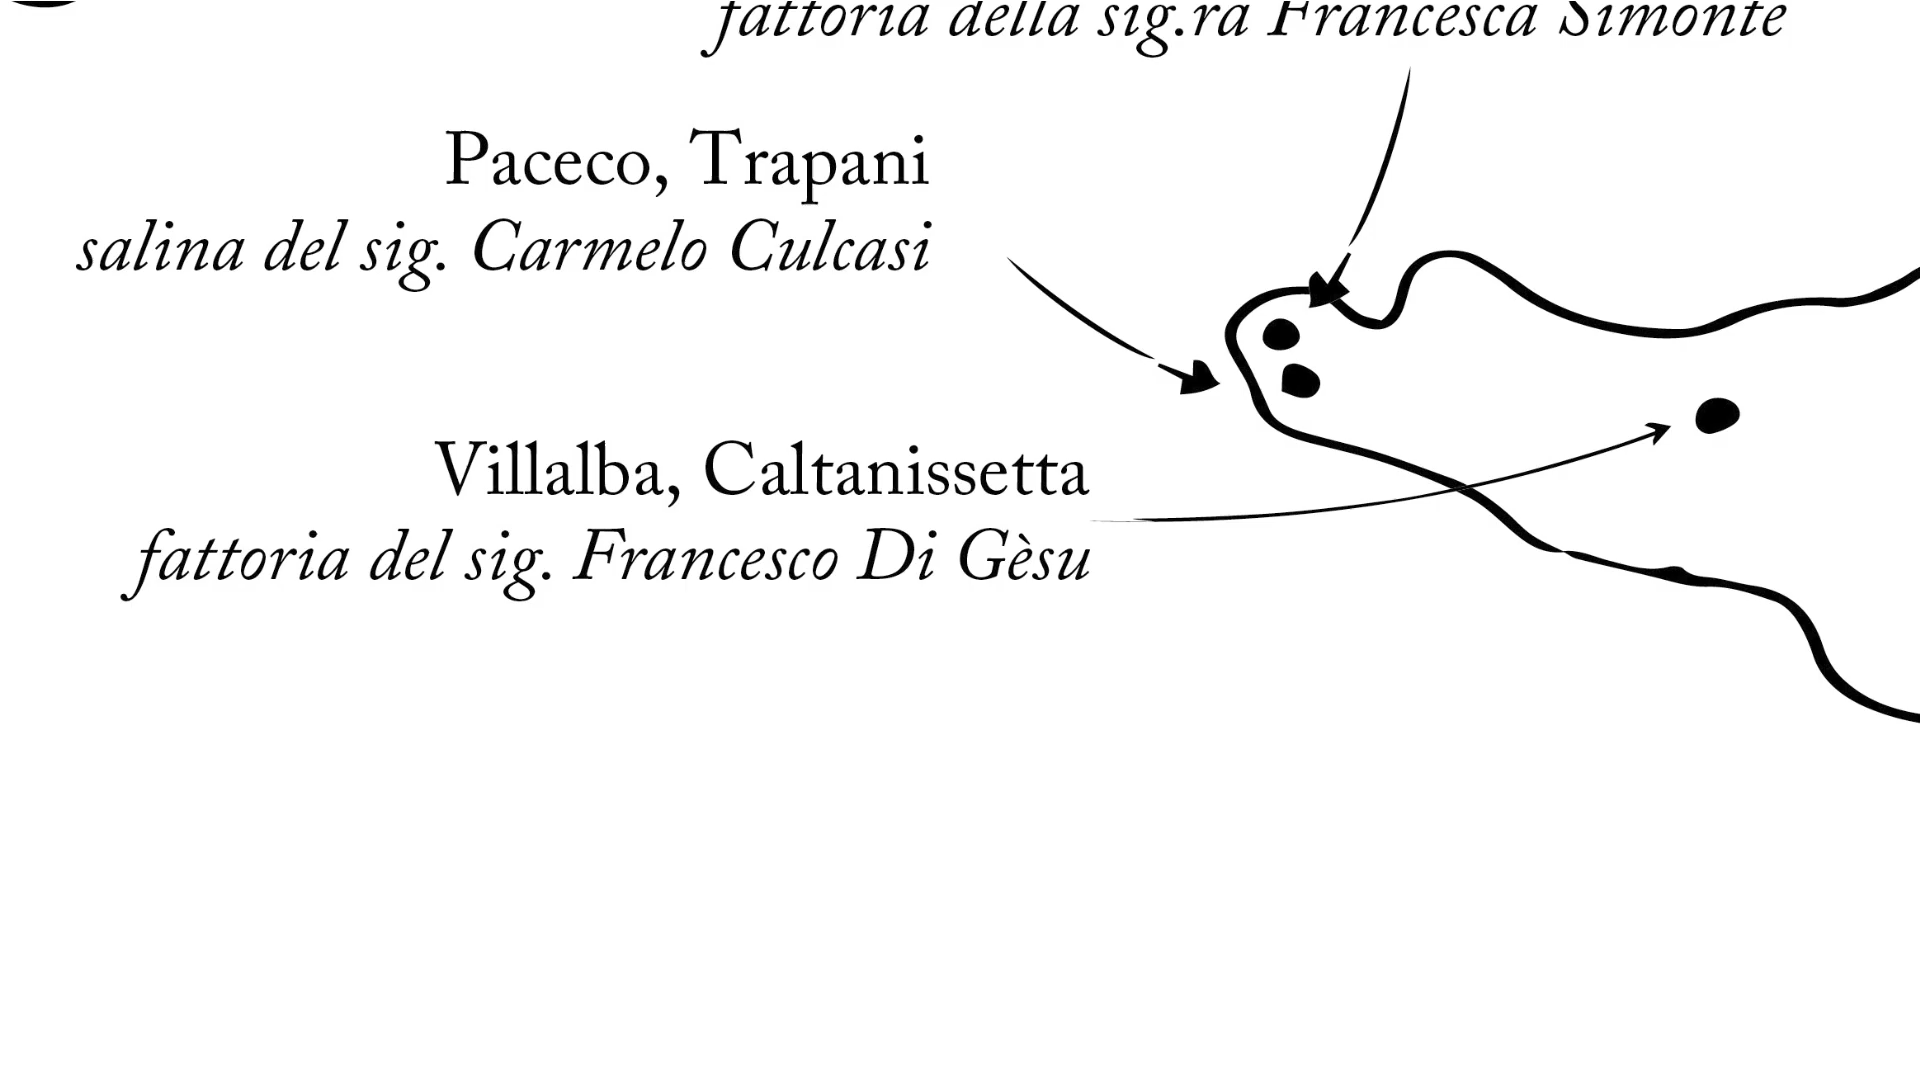 fattoria della sig.ra Francesca Simonte
Paceco, Trapani
salina del sig. Carmelo Culcasi
Villalba, Caltanissetta
fattoria del sig. Francesco Di Gèsu